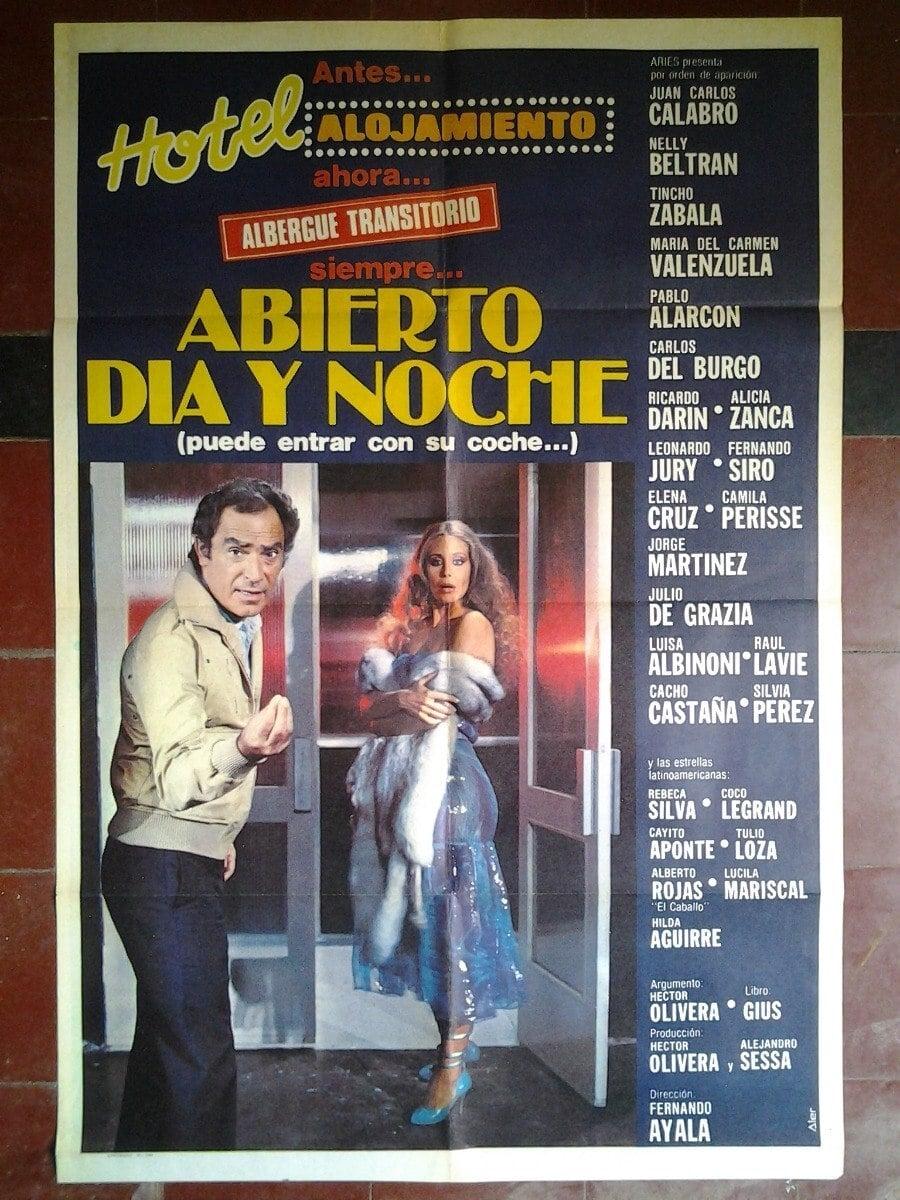 Antes...
Hotel ALOJAMIENTO
ahora...
ALBERGUE TRANSITORIO
siempre...
ABIERTO
DIA Y NOCHE
(puede entrar con su coche...)
ARIES presenta
por orden de aparición:
JUAN CARLOS
CALABRO
NELLY
BELTRAN
TINCHO
ZABALA
MARIA DEL CARMEN
VALENZUELA
PABLO
ALARCON
CARLOS
DEL BURGO
RICARDO ALICIA
DARIN • ZANCA
LEONARDO FERNANDO
JURY • SIRO
ELENA CAMILA
CRUZ • PERISSE
JORGE
MARTINEZ
JULIO
DE GRAZIA
LUISA RAUL
ALBINONI • LAVIE
CACHO SILVIA
CASTAÑA • PEREZ
y las estrellas
latinoamericanas:
REBECA COCO
SILVA • LEGRAND
CAYITO TULIO
APONTE • LOZA
ALBERTO LUCILA
ROJAS • MARISCAL
"El Caballo"
HILDA
AGUIRRE
Argumento: Libro:
HECTOR
OLIVERA • GIUS
Producción:
HECTOR ALEJANDRO
OLIVERA y SESSA
Dirección:
FERNANDO
AYALA
Aler